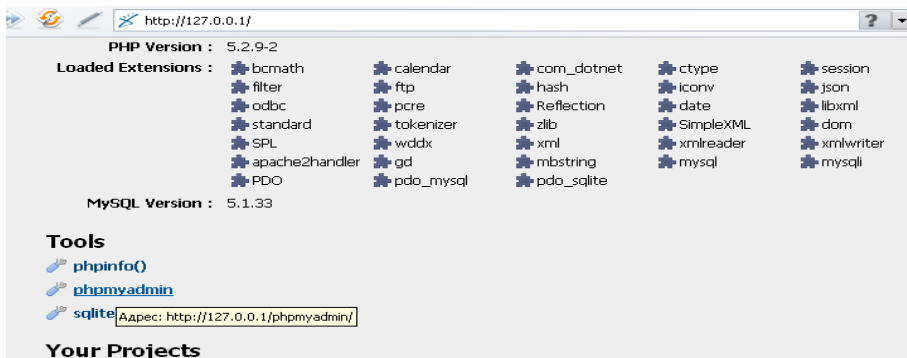 http://127.0.0.1/ ?
PHP Version : 5.2.9-2
Loaded Extensions : bcmath calendar com_dotnet ctype session
filter ftp hash iconv json
odbc pcre Reflection date libxml
standard tokenizer zlib SimpleXML dom
SPL wddx xml xmlreader xmlwriter
apache2handler gd mbstring mysql mysqli
PDO pdo_mysql pdo_sqlite
MySQL Version : 5.1.33
Tools
phpinfo()
phpmyadmin
sqlite Адрес: http://127.0.0.1/phpmyadmin/
Your Projects